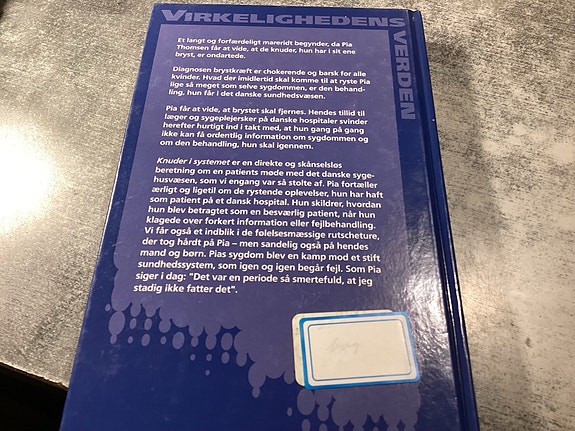 VIRKELIGHEDENS
VERDEN
Et langt og forfærdeligt mareridt begynder, da Pia
Thomsen får at vide, at de knuder, hun har i sit ene
bryst, er ondartede.
Diagnosen brystkræft er chokerende og barsk for alle
kvinder. Hvad der imidlertid skal komme til at ryste Pia
lige så meget som selve sygdommen, er den behand-
ling, hun får i det danske sundhedsvæsen.
Pia får at vide, at brystet skal fjernes. Hendes tillid til
læger og sygeplejersker på danske hospitaler svinder
herefter hurtigt ind i takt med, at hun gang på gang
ikke kan få ordentlig information om sygdommen og
om den behandling, hun skal igennem.
Knuder i systemet er en direkte og skånselsløs
beretning om en patients møde med det danske syge-
husvæsen, som vi engang var så stolte af. Pia fortæller
ærligt og ligetil om de rystende oplevelser, hun har haft
som patient på et dansk hospital. Hun skildrer, hvordan
hun blev betragtet som en besværlig patient, når hun
klagede over forkert information eller fejlbehandling.
Vi får også et indblik i de følelsesmæssige rutscheture,
der tog hårdt på Pia – men sandelig også på hendes
mand og børn. Pias sygdom blev en kamp mod et stift
sundhedssystem, som igen og igen begår fejl. Som Pia
siger i dag: "Det var en periode så smertefuld, at jeg
stadig ikke fatter det".